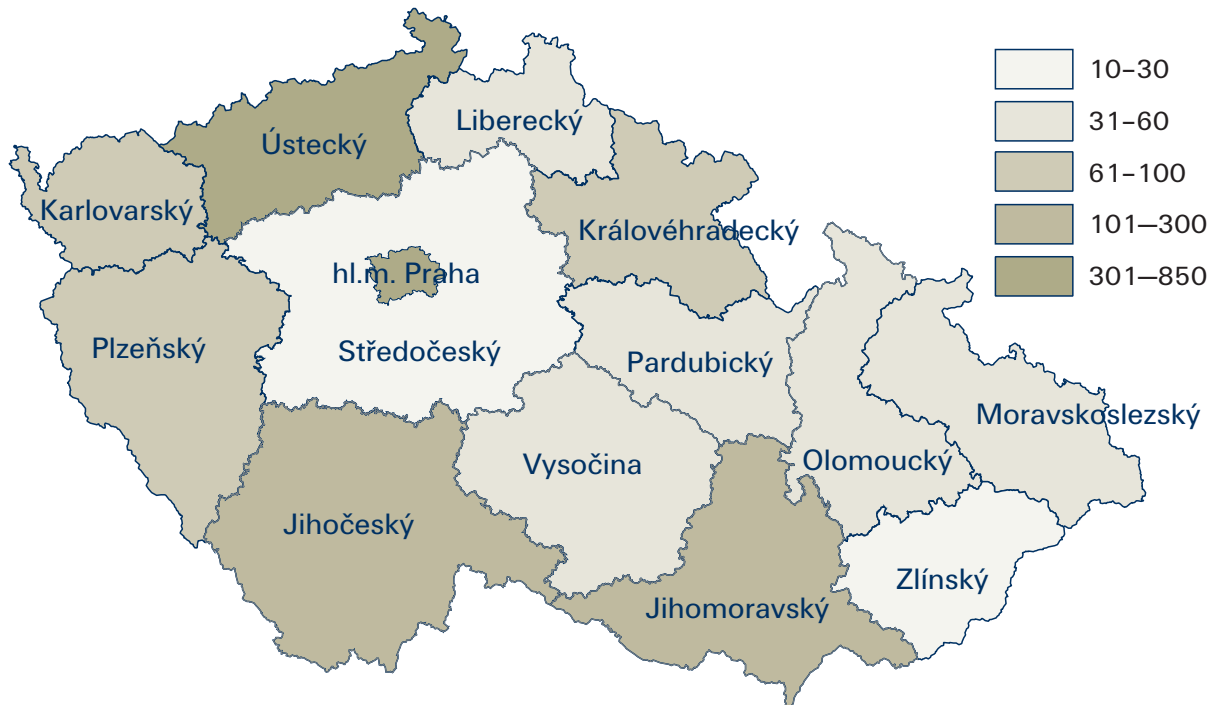 10–30
Liberecký
31–60
Ústecký
61–100
Karlovarský
101—300
Královéhradecký
hl.m. Praha
301—850
Plzeňský
Středočeský
Pardubický
Moravskoslezský
Vysočina
Olomoucký
Jihočeský
Zlínský
Jihomoravský